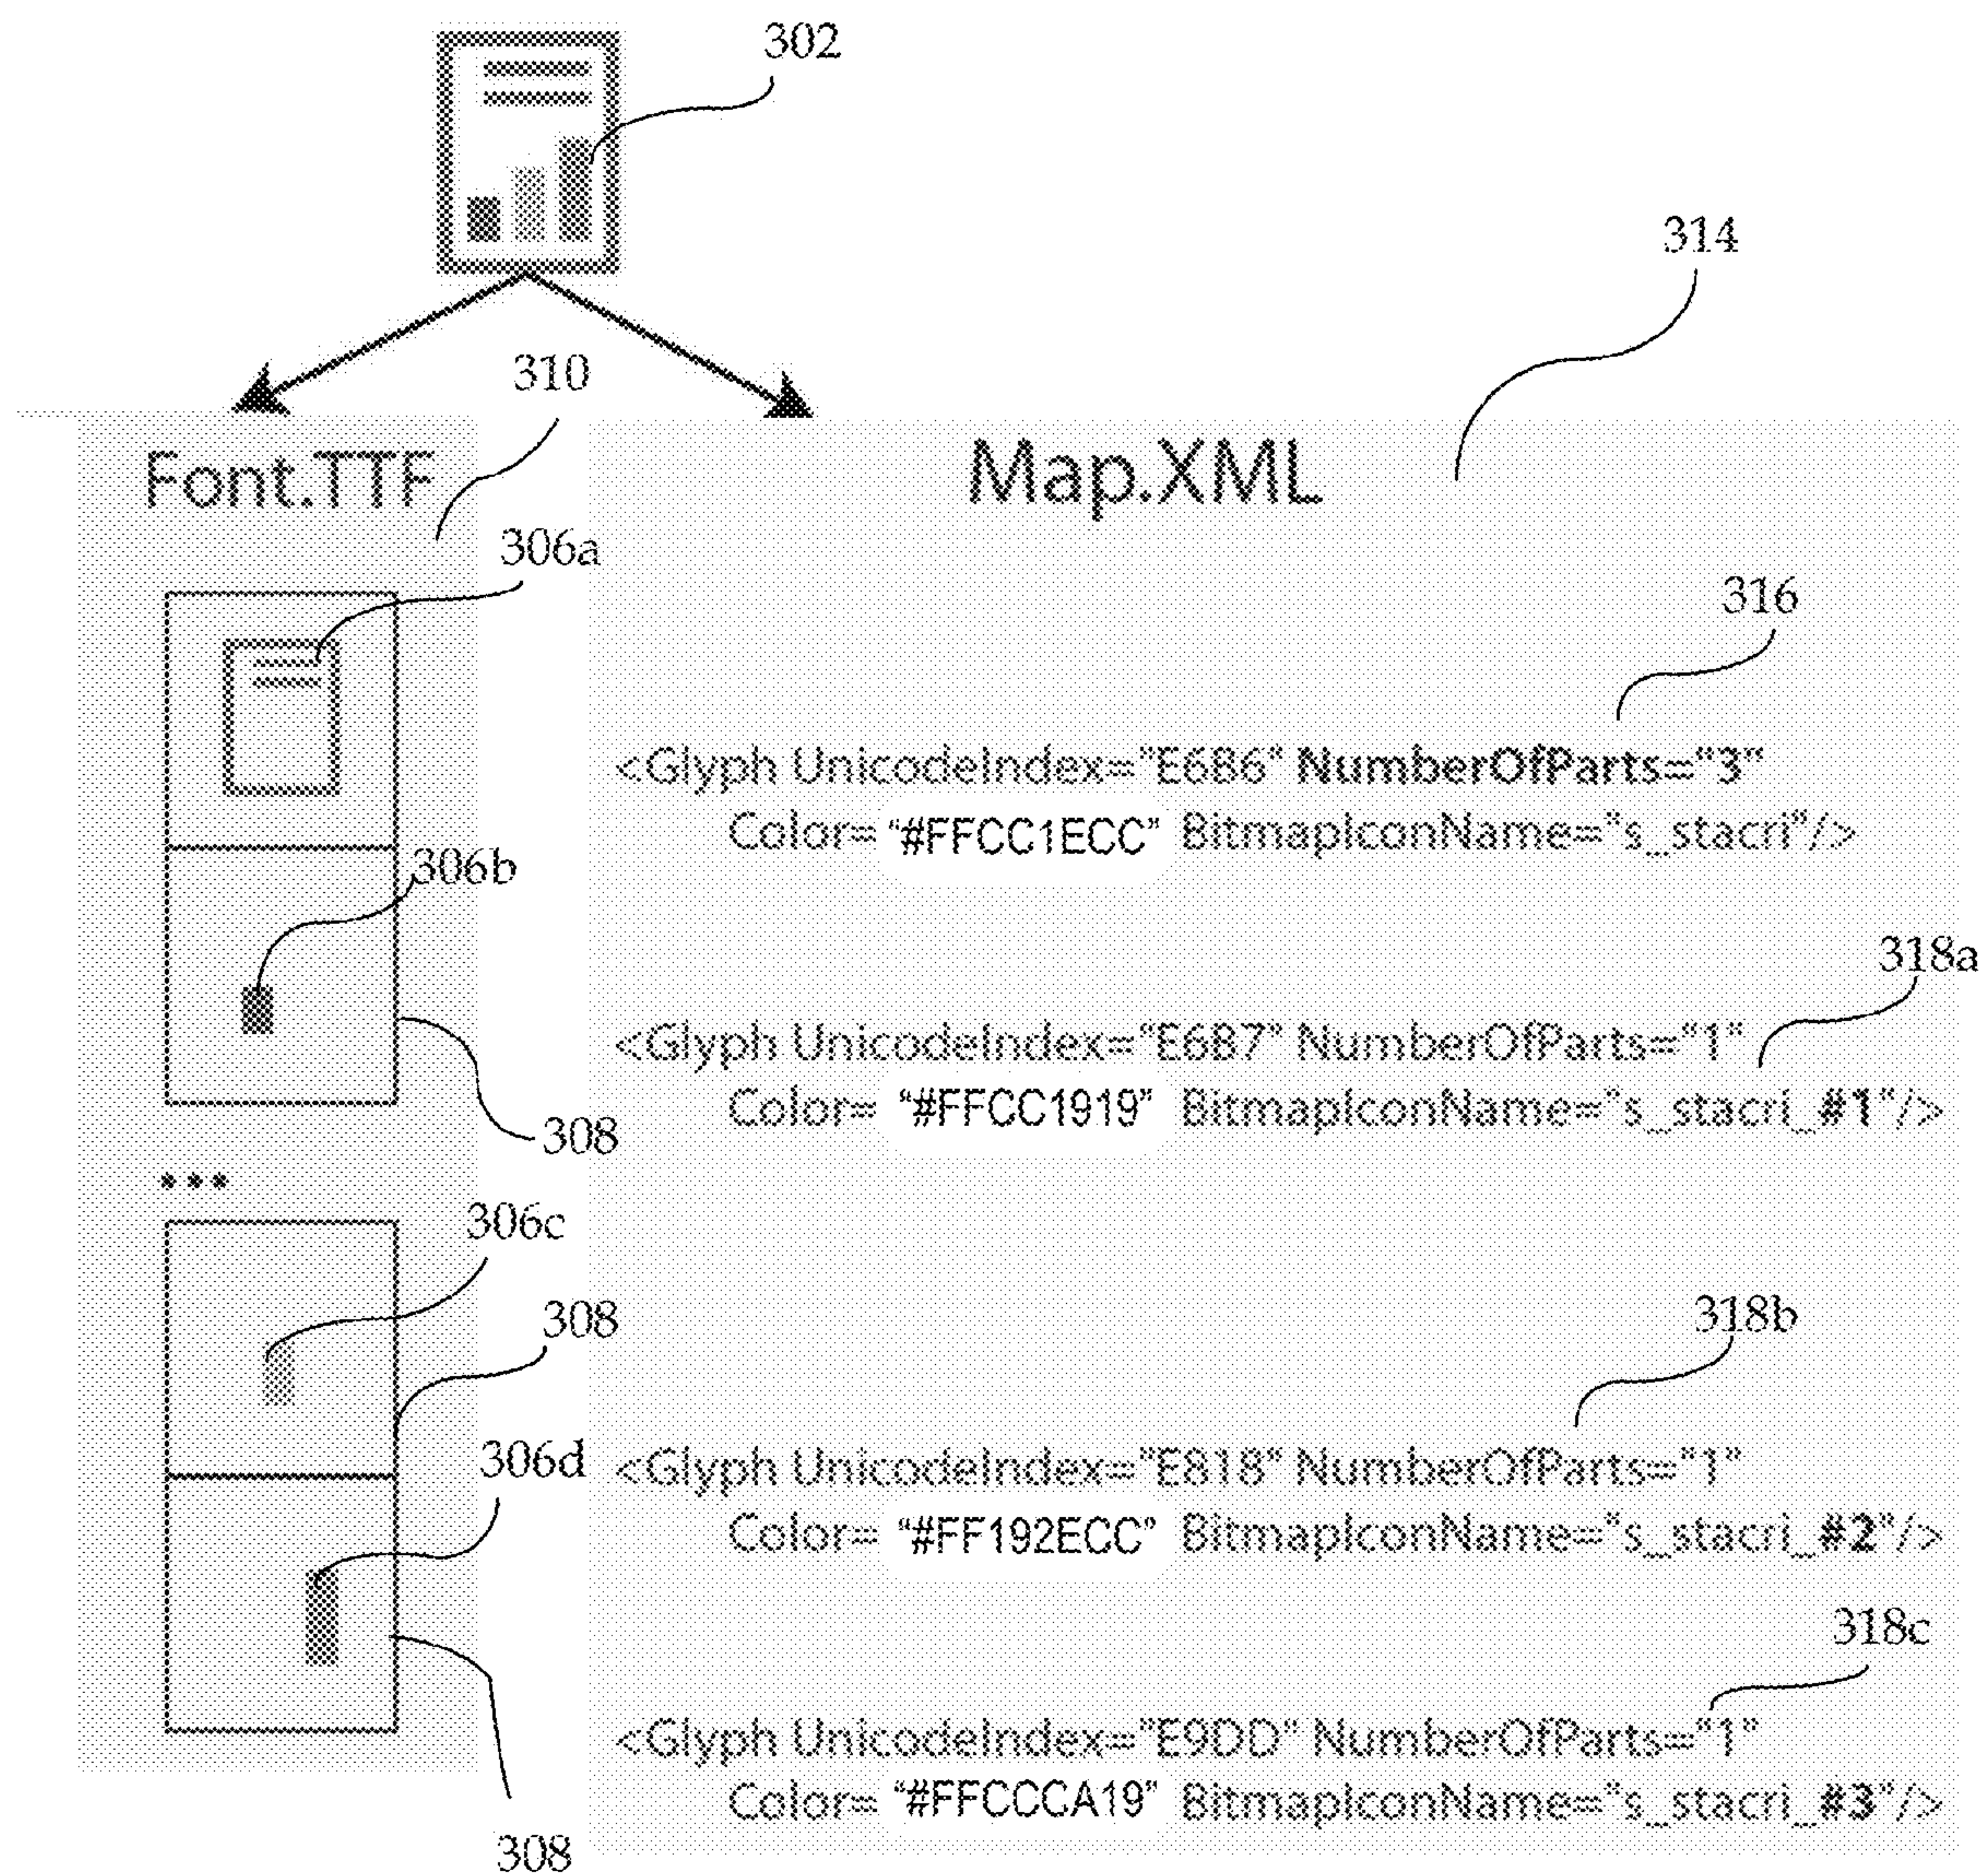 302
314
310
Font.TTF
Map.XML
306a
316
<Glyph UnicodeIndex="E6B6" NumberOfParts="3"
Color= “#FFCC1ECC” BitmapIconName="s_stacri"/>
306b
318a
<Glyph UnicodeIndex="E6B7" NumberOfParts="1"
Color= “#FFCC1919” BitmapIconName="s_stacri_#1"/>
308
•••
306c
308
318b
306d
<Glyph UnicodeIndex="E818" NumberOfParts="1"
Color= “#FF192ECC” BitmapIconName="s_stacri_#2"/>
318c
<Glyph UnicodeIndex="E9DD" NumberOfParts="1"
Color= “#FFCCCA19” BitmapIconName="s_stacri_#3"/>
308